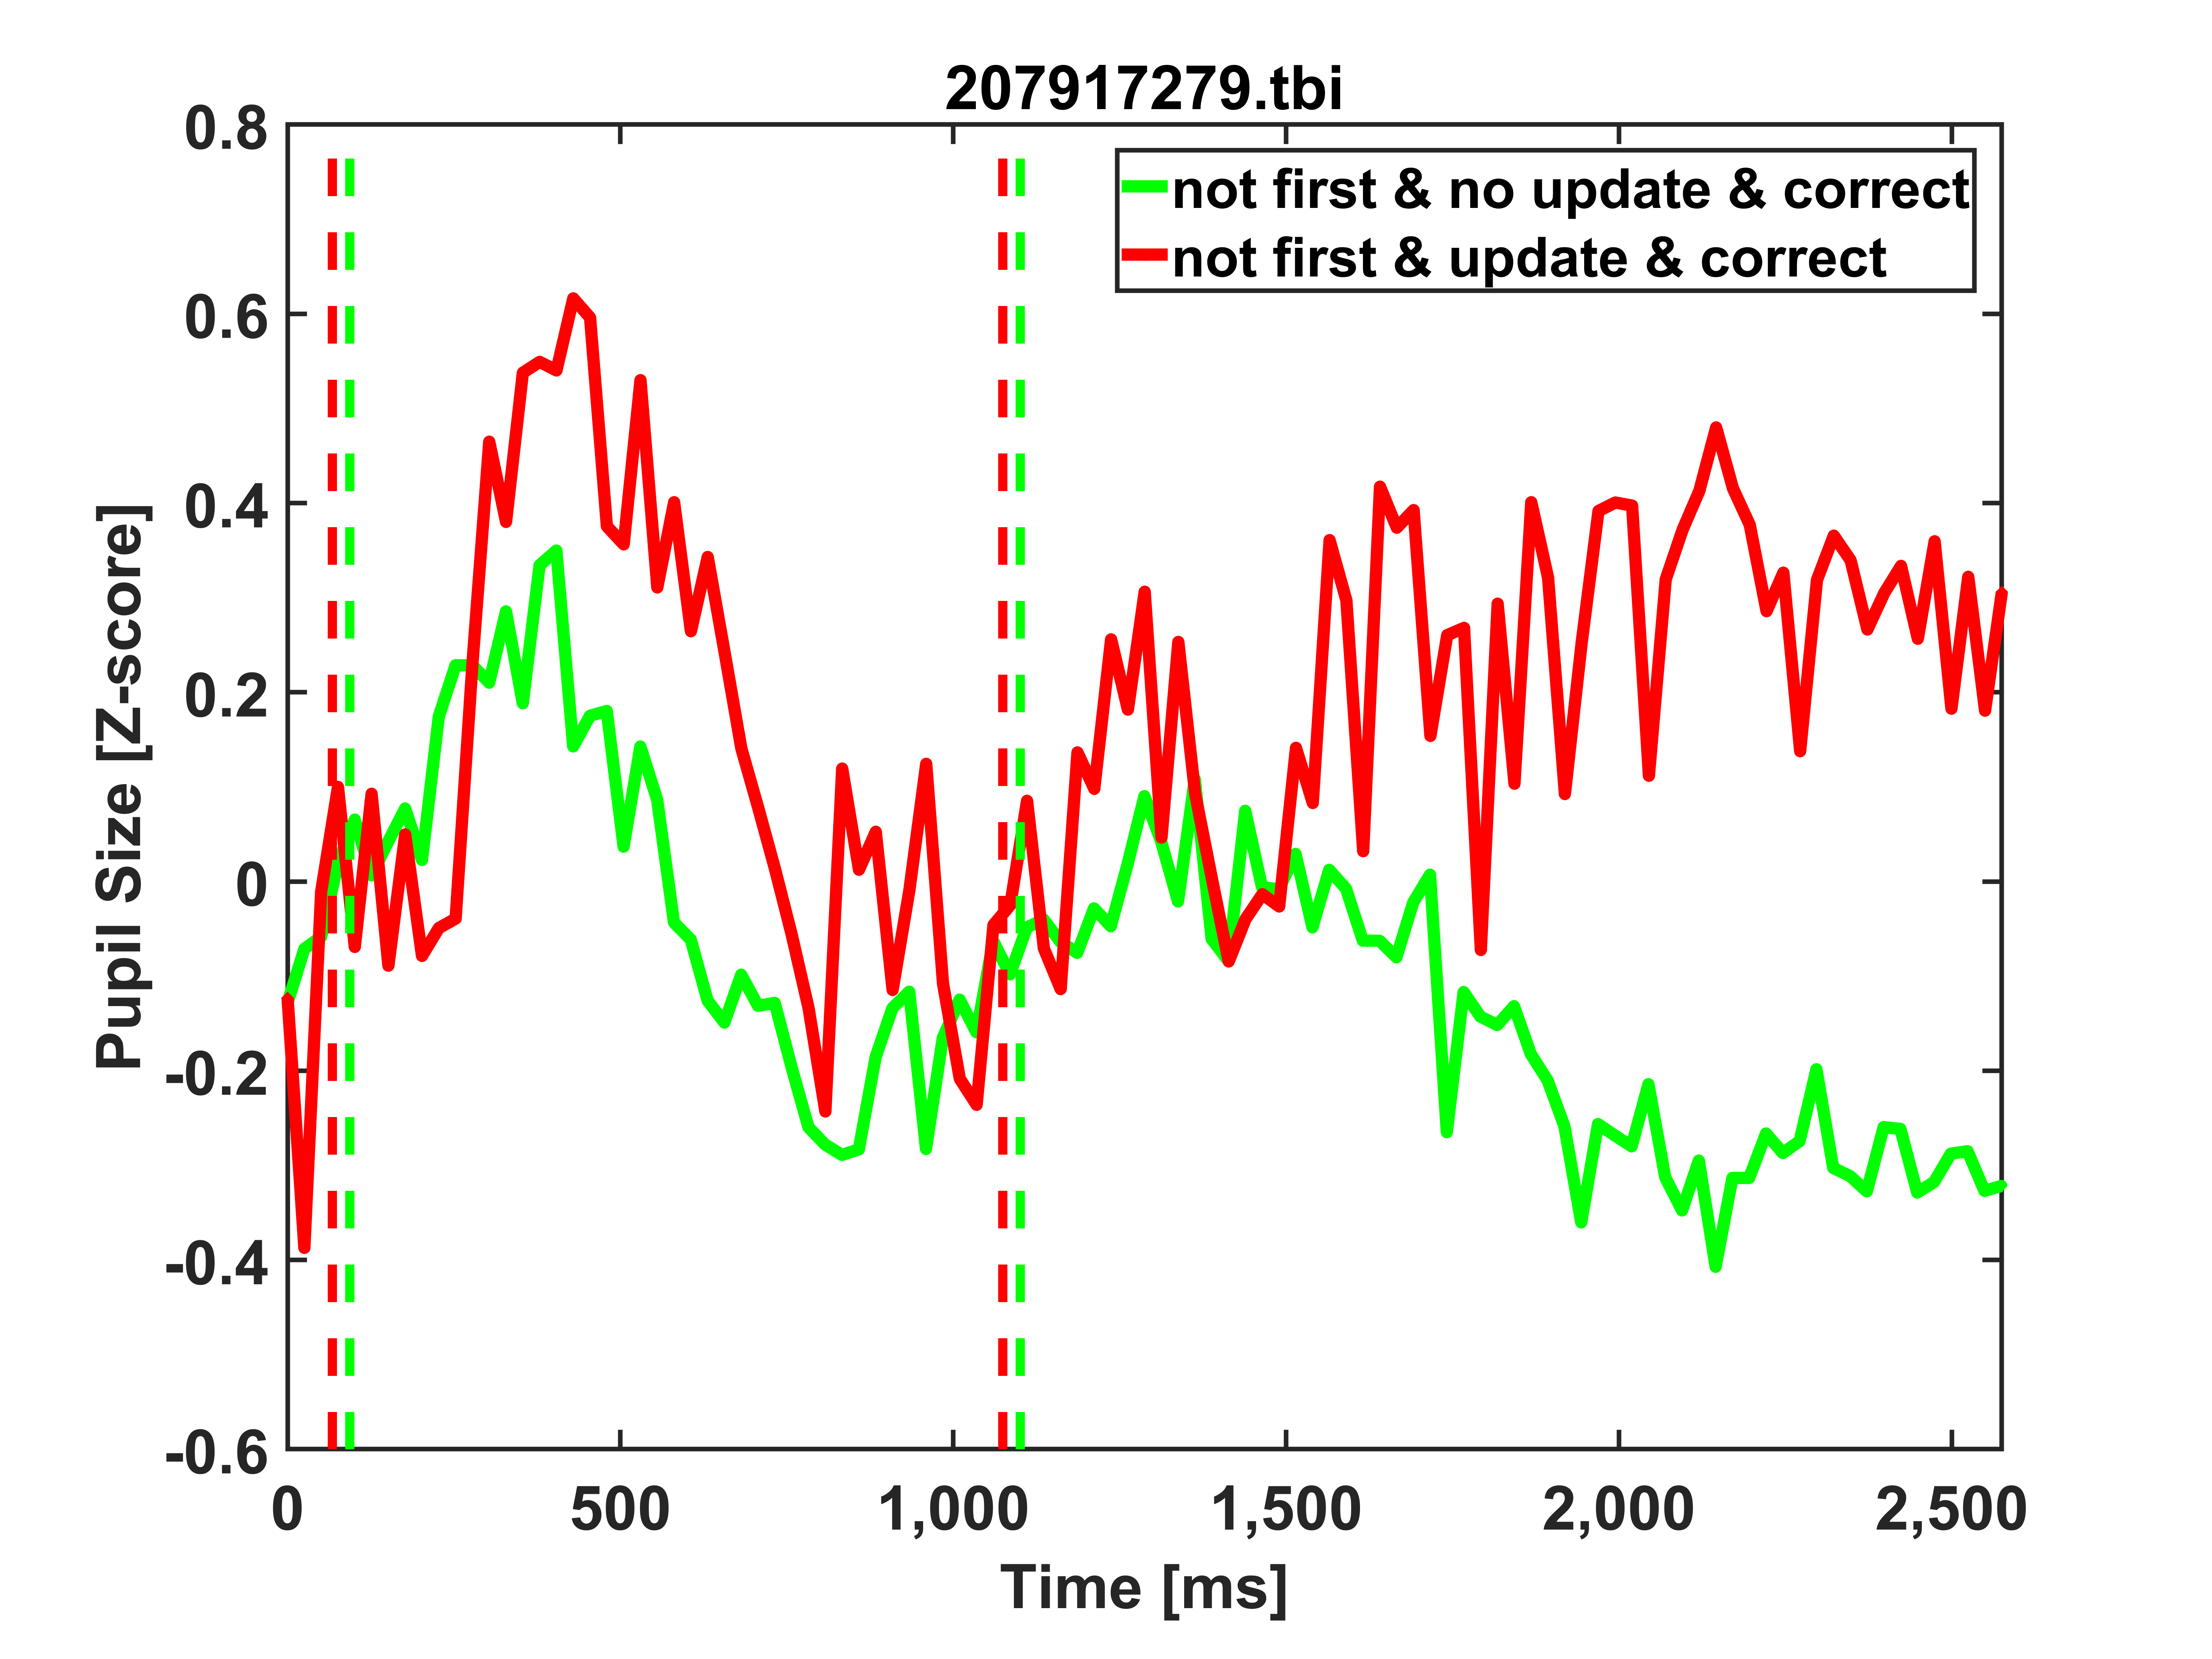 207917279.tbi
0.8
0.6
0.4
0.2
0
-0.2
-0.4
-0.6
Pupil Size [Z-score]
not first & no update & correct
not first & update & correct
0 500 1,000 1,500 2,000 2,500
Time [ms]